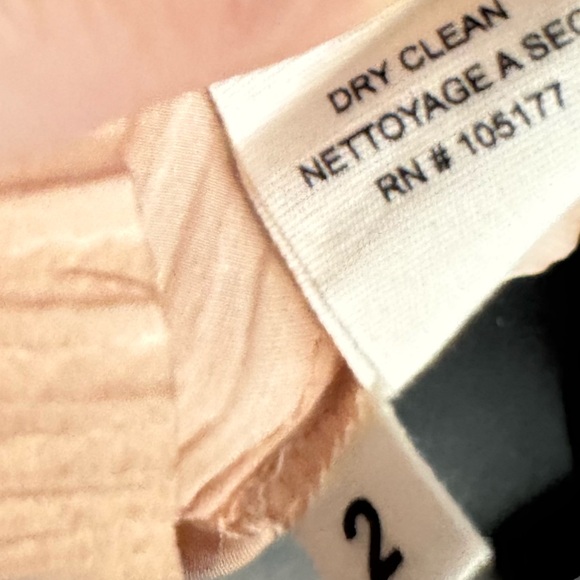 DRY CLEAN
NETTOYAGE A SEC
RN # 105177
2